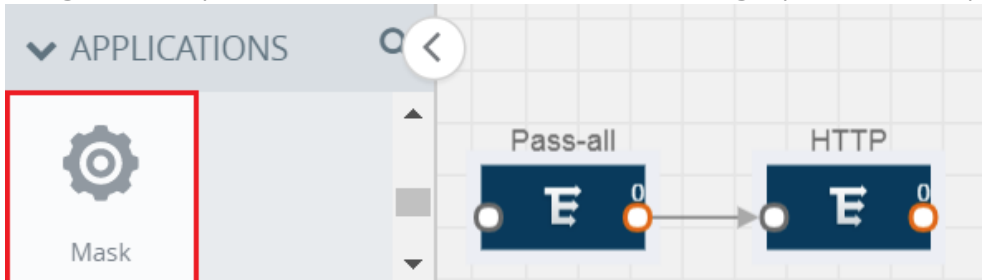 APPLICATIONS
Pass-all
HTTP
0
0
Mask